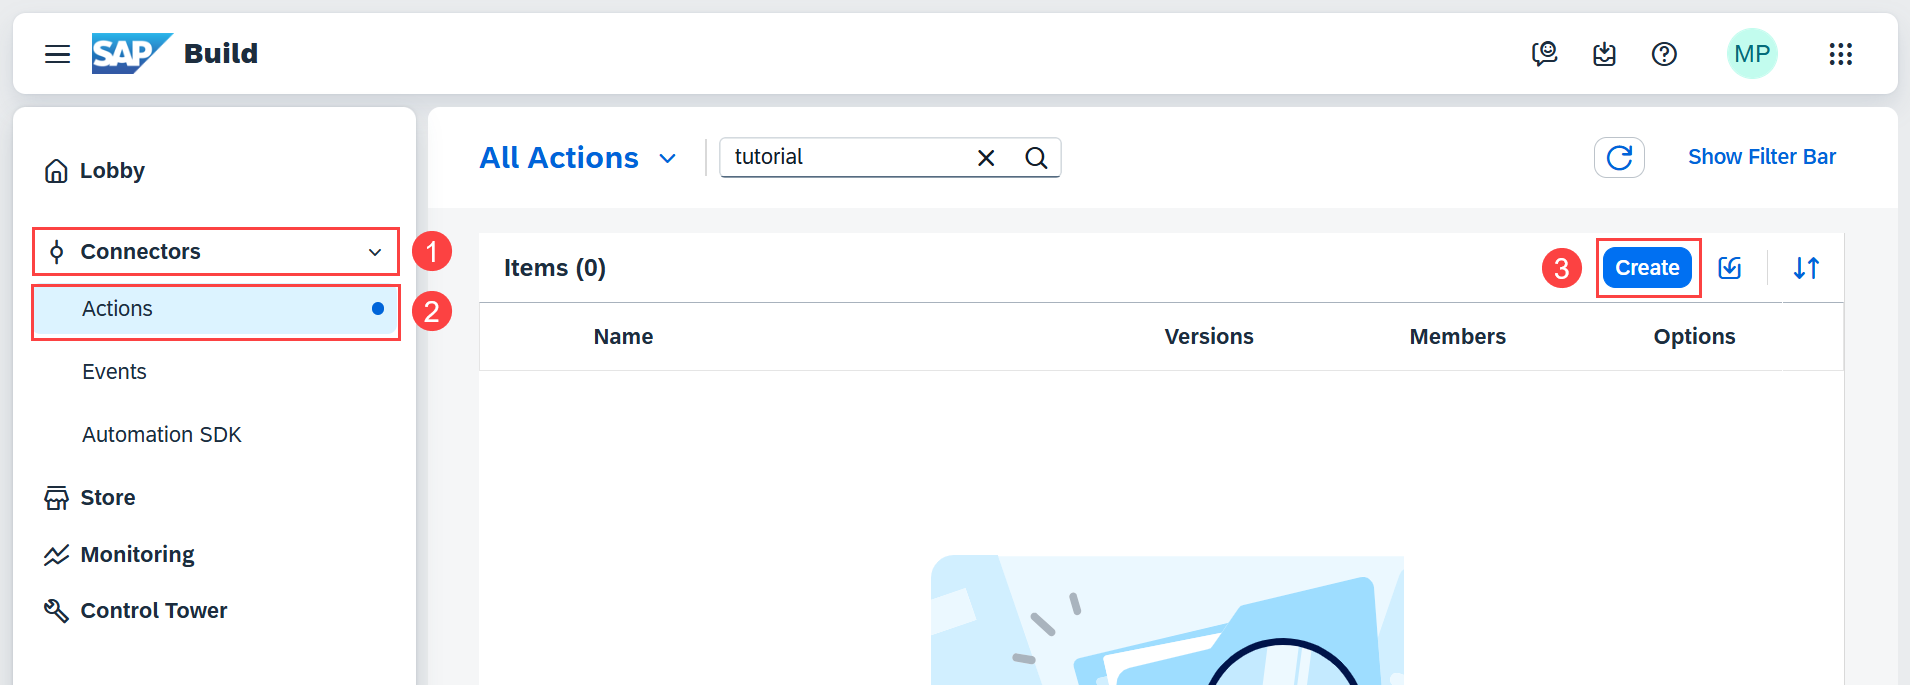 SAP Build
MP
Lobby
All Actions
tutorial
Show Filter Bar
Connectors
1
Actions
2
Events
Automation SDK
Store
Monitoring
Control Tower
Items (0)
3
Create
Name Versions Members Options